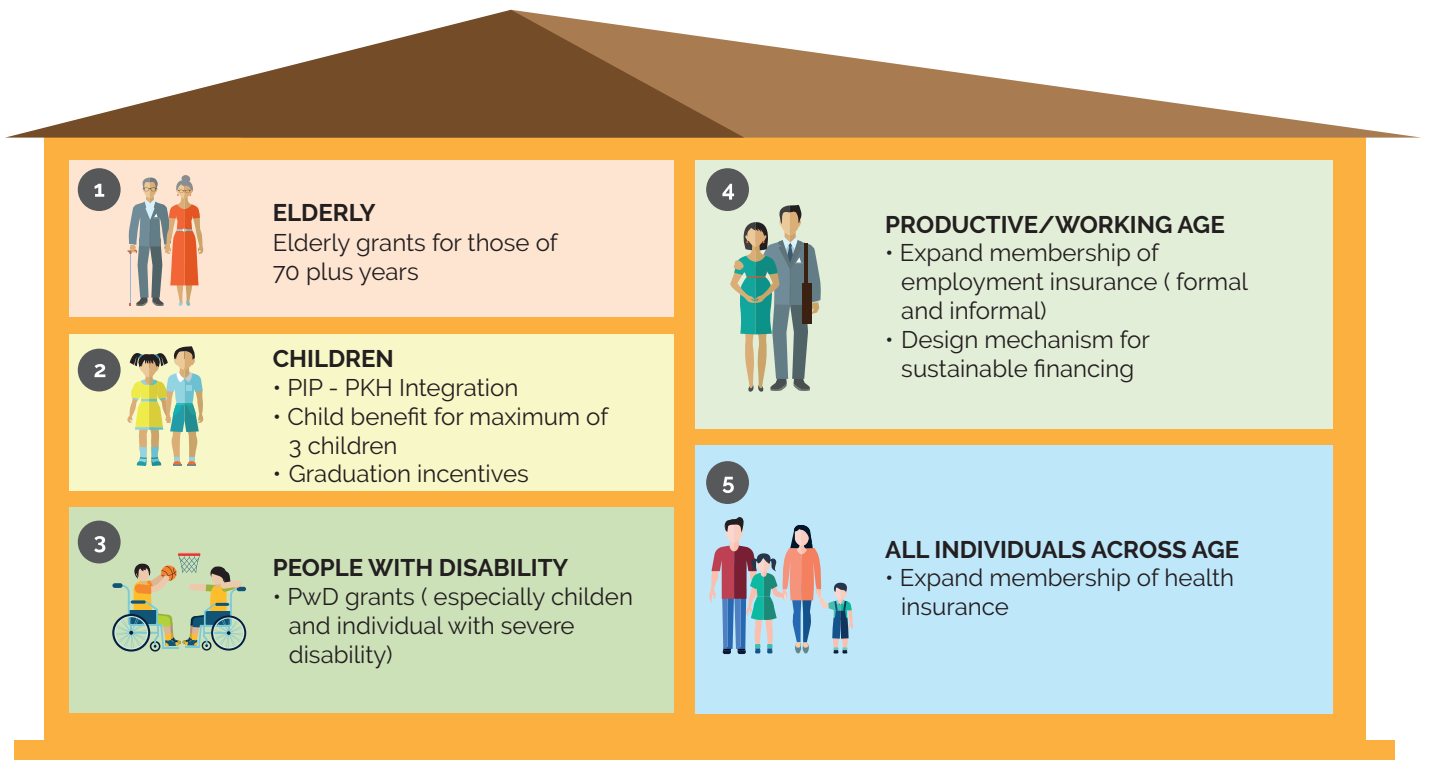 1
ELDERLY
Elderly grants for those of
70 plus years
2
CHILDREN
• PIP - PKH Integration
• Child benefit for maximum of
3 children
• Graduation incentives
3
PEOPLE WITH DISABILITY
• PwD grants ( especially childen
and individual with severe
disability)
4
PRODUCTIVE/WORKING AGE
• Expand membership of
employment insurance ( formal
and informal)
• Design mechanism for
sustainable financing
5
ALL INDIVIDUALS ACROSS AGE
• Expand membership of health
insurance